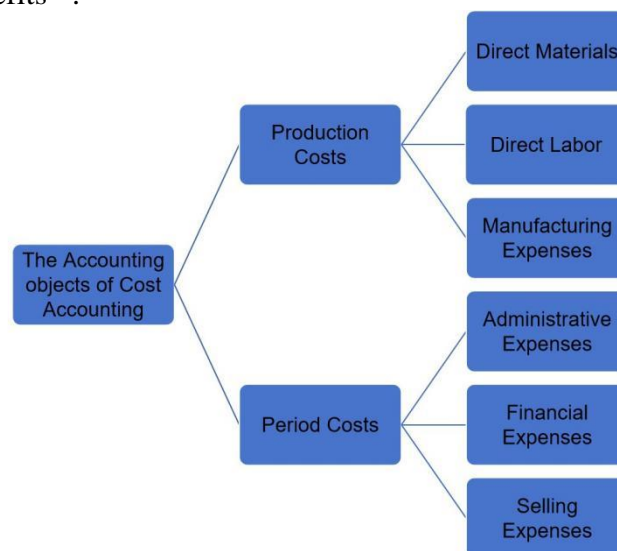 Direct Materials
Production
Costs
Direct Labor
Manufacturing
Expenses
The Accounting
objects of Cost
Accounting
Administrative
Expenses
Period Costs
Financial
Expenses
Selling
Expenses